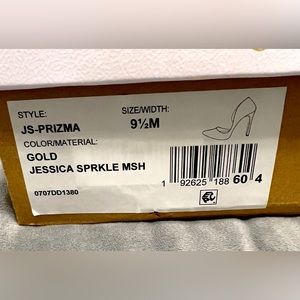 STYLE: SIZE/WIDTH:
JS-PRIZMA 9½M
COLOR/MATERIAL:
GOLD
JESSICA SPRKLE MSH
0707DD1380
1 92625 188 60 4